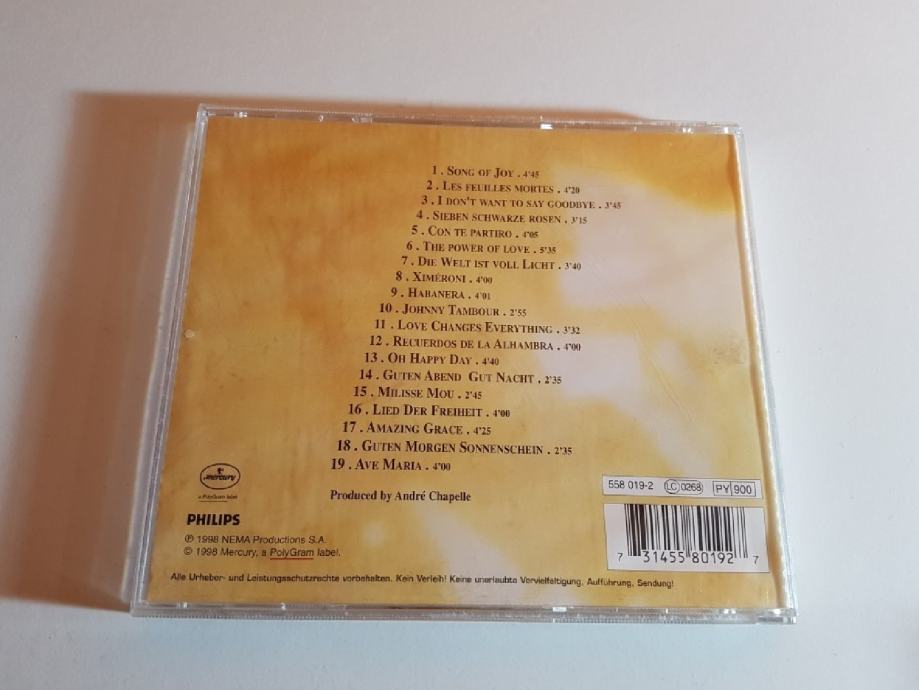 1 . SONG OF JOY . 4'45
2 . LES FEUILLES MORTES . 4'20
3 . I DON'T WANT TO SAY GOODBYE . 3'45
4 . SIEBEN SCHWARZE ROSEN . 3'15
5 . CON TE PARTIRO . 4'05
6 . THE POWER OF LOVE . 5'35
7 . DIE WELT IST VOLL LICHT . 3'40
8 . XIMÉRONI . 4'00
9 . HABANERA . 4'01
10 . JOHNNY TAMBOUR . 2'55
11 . LOVE CHANGES EVERYTHING . 3'32
12 . RECUERDOS DE LA ALHAMBRA . 4'00
13 . OH HAPPY DAY . 4'40
14 . GUTEN ABEND GUT NACHT . 2'35
15 . MILISSE MOU . 2'45
16 . LIED DER FREIHEIT . 4'00
17 . AMAZING GRACE . 4'25
18 . GUTEN MORGEN SONNENSCHEIN . 2'35
19 . AVE MARIA . 4'00
Produced by André Chapelle
mercury
a PolyGram label
PHILIPS
℗ 1998 NEMA Productions S.A.
© 1998 Mercury, a PolyGram label.
558 019-2 LC 0268 PY 900
7 31455 80192 7
Alle Urheber- und Leistungsschutzrechte vorbehalten. Kein Verleih! Keine unerlaubte Vervielfältigung, Aufführung, Sendung!